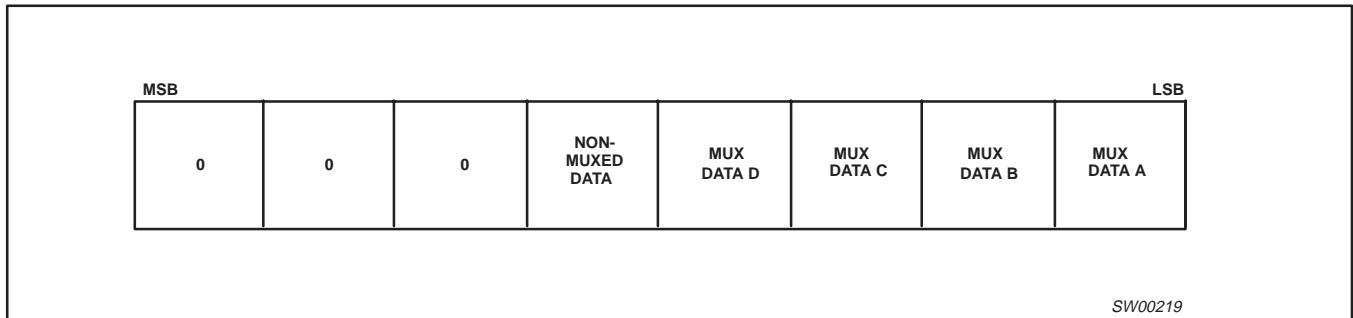 MSB
LSB
0
0
0
NON-
MUXED
DATA
MUX
DATA D
MUX
DATA C
MUX
DATA B
MUX
DATA A
SW00219